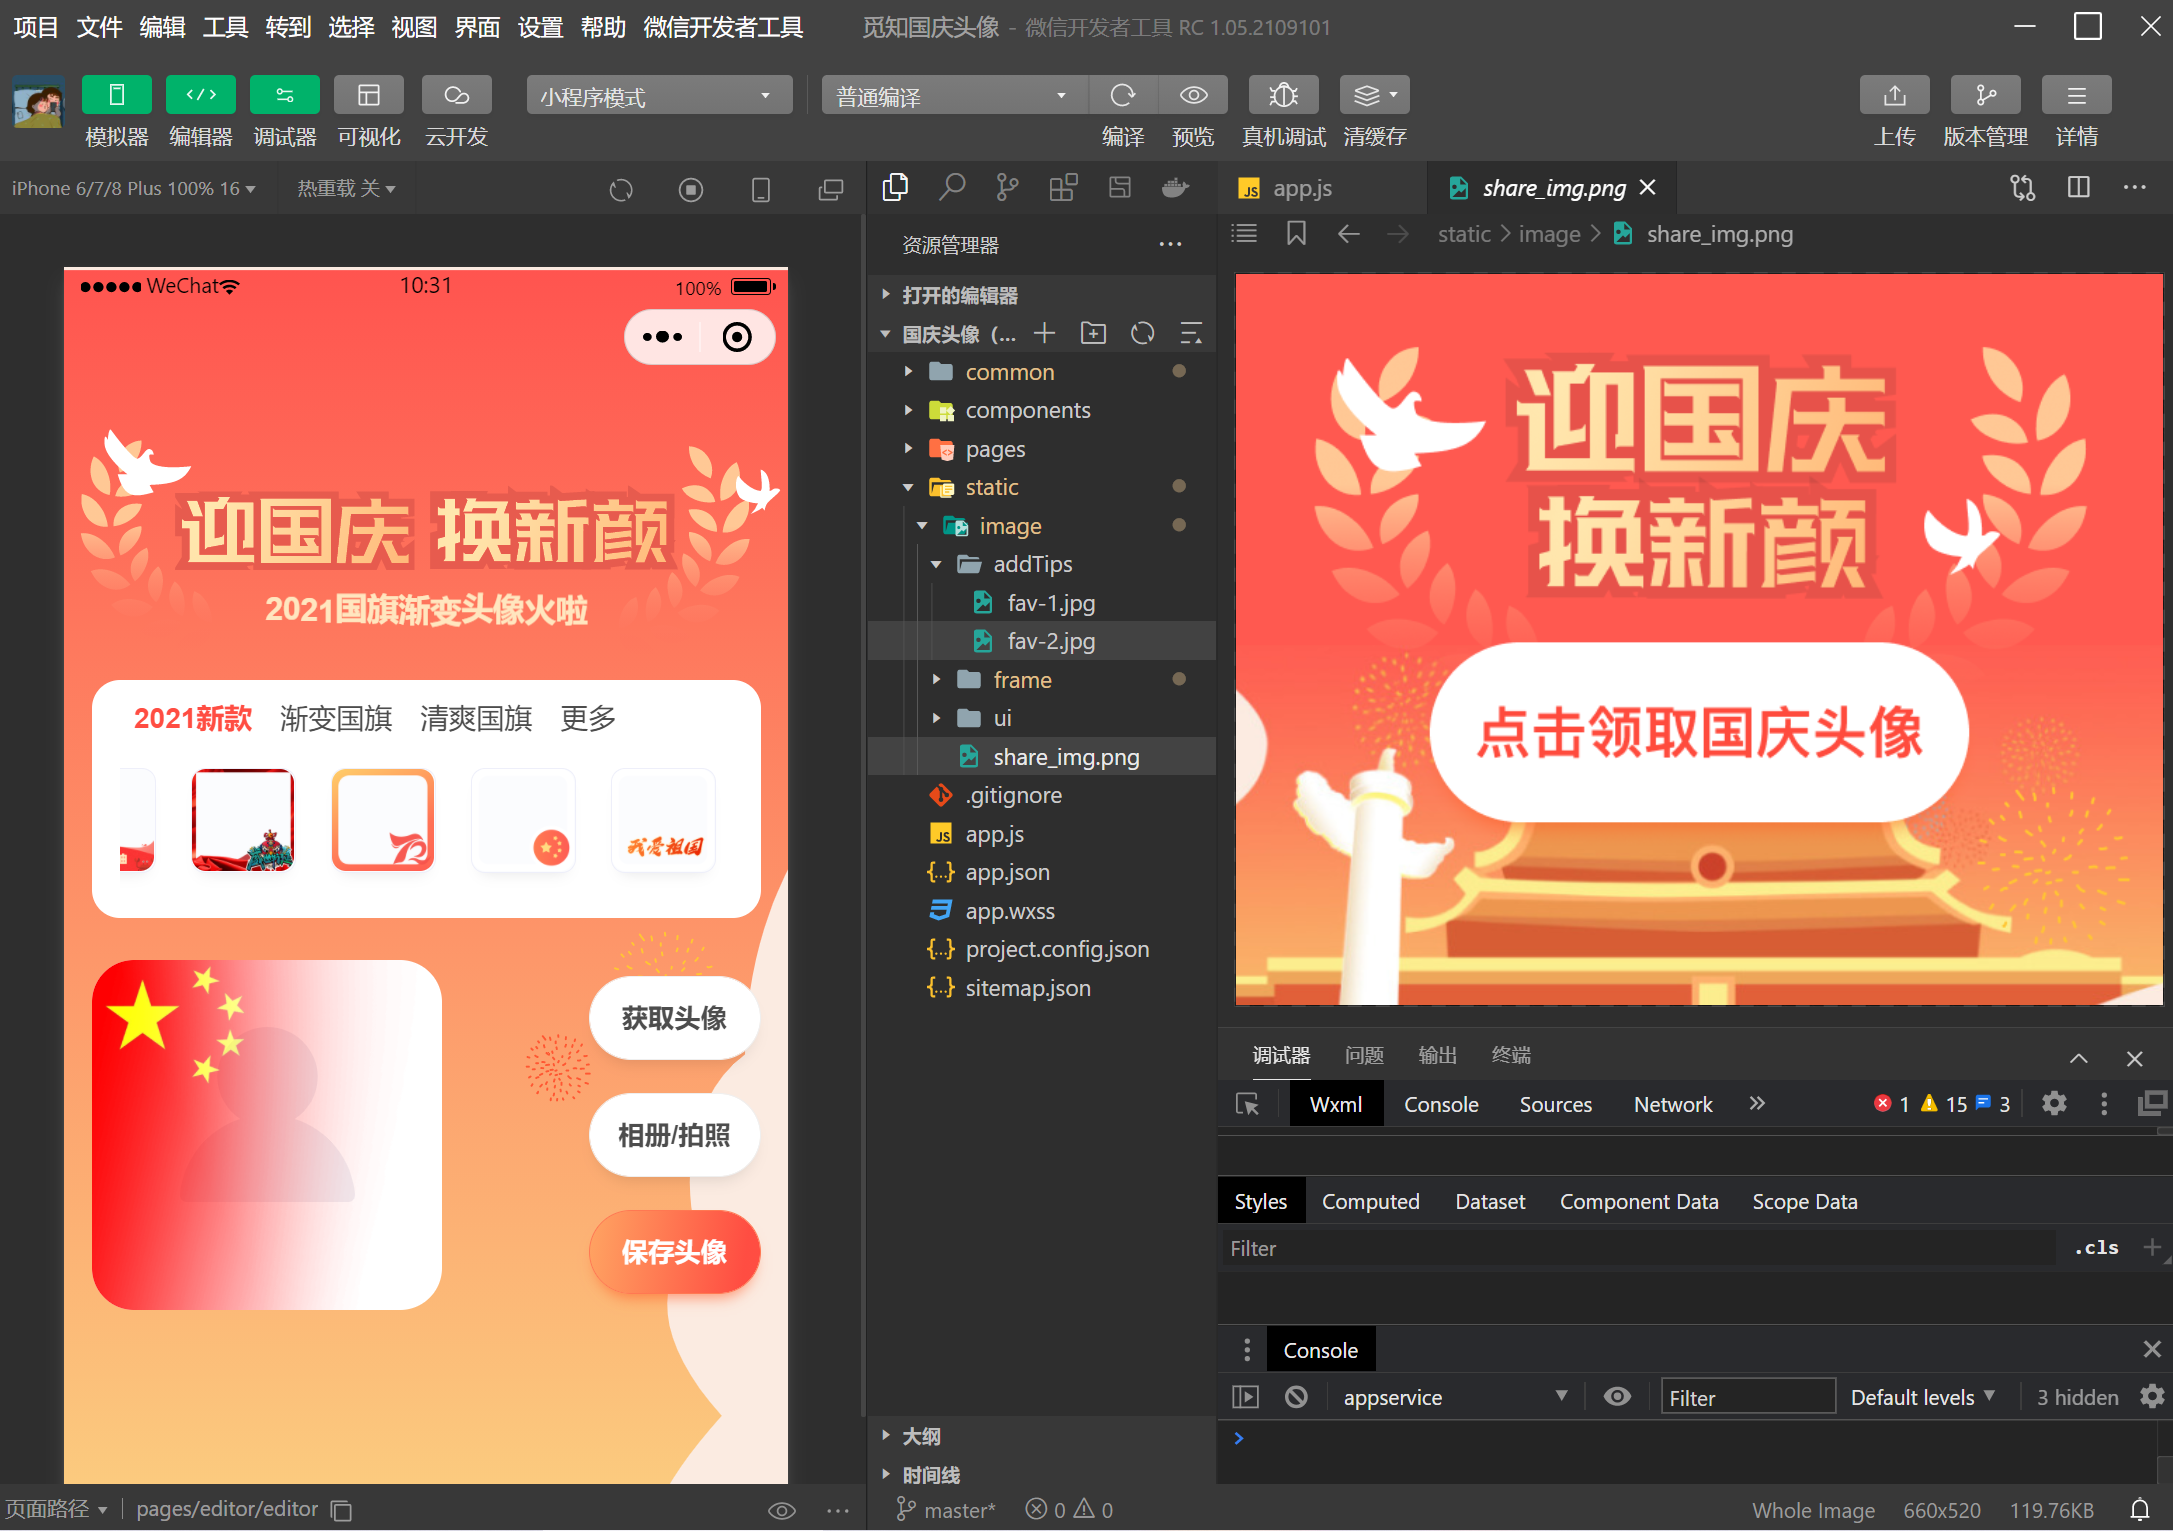 项目 文件 编辑 工具 转到 选择 视图 界面 设置 帮助 微信开发者工具 觅知国庆头像 - 微信开发者工具 RC 1.05.2109101
模拟器 编辑器 调试器 可视化 云开发 小程序模式 普通编译 编译 预览 真机调试 清缓存 上传 版本管理 详情
iPhone 6/7/8 Plus 100% 16 热重载 关
WeChat 10:31 100%
迎国庆 换新颜
2021国旗渐变头像火啦
2021新款 渐变国旗 清爽国旗 更多
我爱祖国
获取头像
相册/拍照
保存头像
页面路径 pages/editor/editor
资源管理器
打开的编辑器
国庆头像 (...
common
components
pages
static
image
addTips
fav-1.jpg
fav-2.jpg
frame
ui
share_img.png
.gitignore
JS app.js
{..} app.json
app.wxss
{..} project.config.json
{..} sitemap.json
大纲
时间线
master* 0 0
JS app.js share_img.png
static > image > share_img.png
迎国庆
换新颜
点击领取国庆头像
调试器 问题 输出 终端
Wxml Console Sources Network » 1 15 3
Styles Computed Dataset Component Data Scope Data
Filter .cls +
Console
appservice Filter Default levels 3 hidden
>
Whole Image 660x520 119.76KB